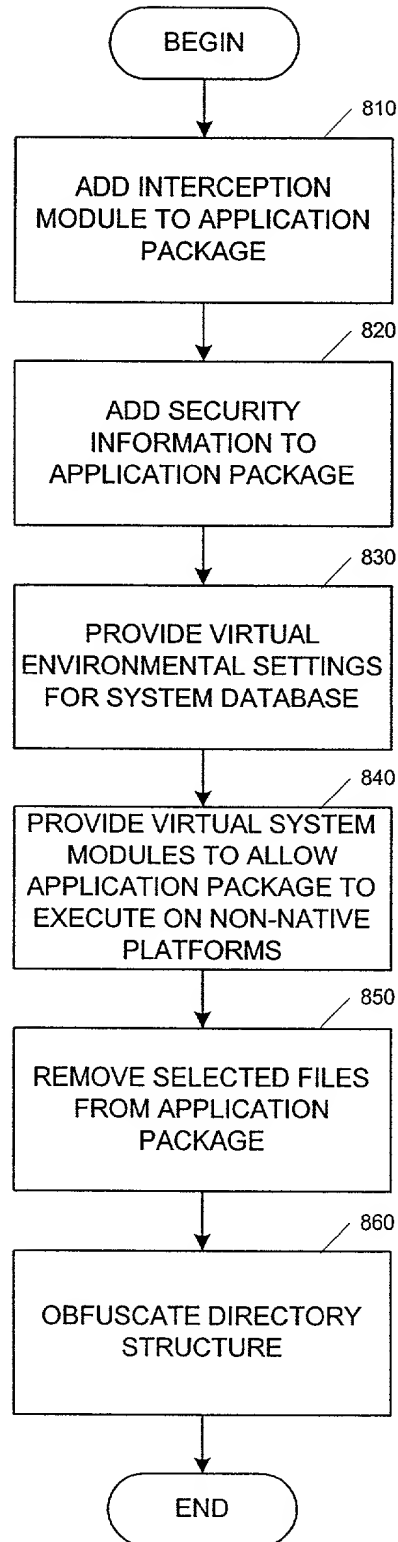 BEGIN
810
ADD INTERCEPTION
MODULE TO APPLICATION
PACKAGE
820
ADD SECURITY
INFORMATION TO
APPLICATION PACKAGE
830
PROVIDE VIRTUAL
ENVIRONMENTAL SETTINGS
FOR SYSTEM DATABASE
840
PROVIDE VIRTUAL SYSTEM
MODULES TO ALLOW
APPLICATION PACKAGE TO
EXECUTE ON NON-NATIVE
PLATFORMS
850
REMOVE SELECTED FILES
FROM APPLICATION
PACKAGE
860
OBFUSCATE DIRECTORY
STRUCTURE
END